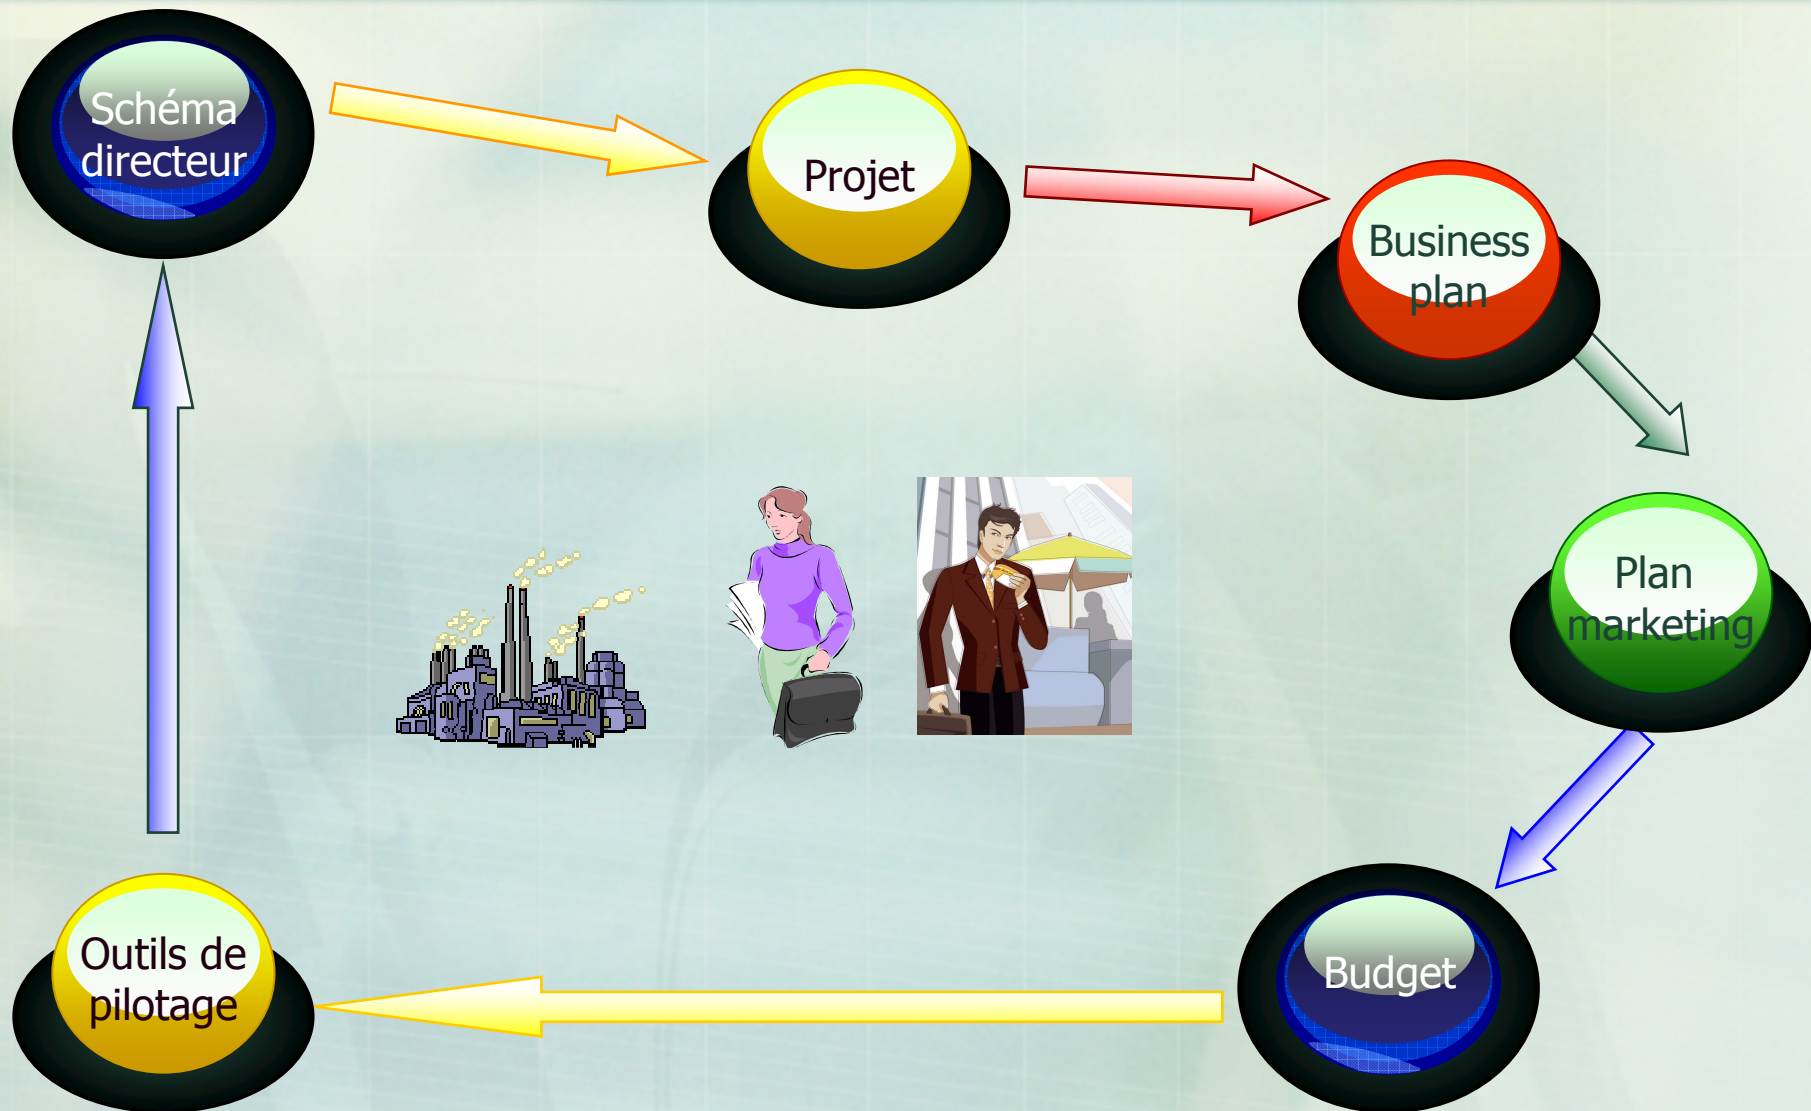 Schéma
directeur
Projet
Business
plan
Plan
marketing
Budget
Outils de
pilotage